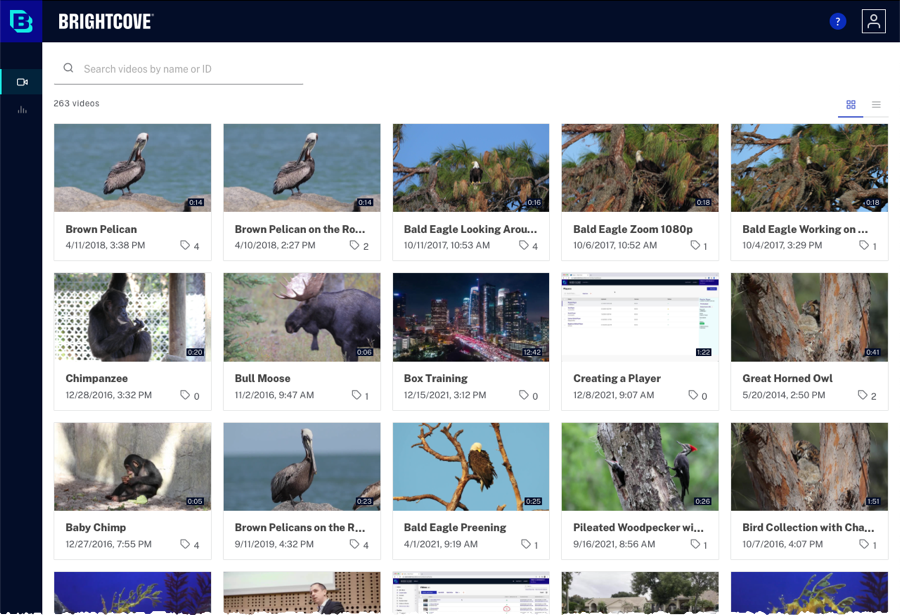 B BRIGHTCOVE
?
Search videos by name or ID
263 videos
0:14 0:14 0:16 0:18 0:18
Brown Pelican Brown Pelican on the Ro... Bald Eagle Looking Arou... Bald Eagle Zoom 1080p Bald Eagle Working on ...
4/11/2018, 3:38 PM 4 4/10/2018, 2:27 PM 2 10/11/2017, 10:53 AM 4 10/6/2017, 10:52 AM 1 10/4/2017, 3:29 PM 1
0:20 0:06 12:42 1:22 0:41
Chimpanzee Bull Moose Box Training Creating a Player Great Horned Owl
12/28/2016, 3:32 PM 0 11/2/2016, 9:47 AM 1 12/15/2021, 3:12 PM 0 12/8/2021, 9:07 AM 0 5/20/2014, 2:50 PM 2
0:05 0:23 0:25 0:26 1:51
Baby Chimp Brown Pelicans on the R... Bald Eagle Preening Pileated Woodpecker wi... Bird Collection with Cha...
12/27/2016, 7:55 PM 4 9/11/2019, 4:32 PM 4 4/1/2021, 9:19 AM 1 9/16/2021, 8:56 AM 1 10/7/2016, 4:07 PM 1